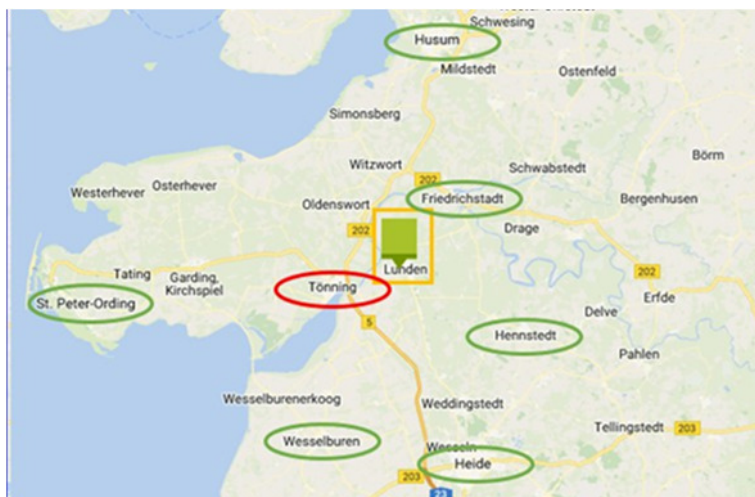 Schwesing
Husum
Mildstedt
Ostenfeld
Simonsberg
Börm
Witzwort
Schwabstedt
202
Osterhever
Westerhever
Oldenswort
Friedrichstadt
Bergenhusen
202
Drage
Lunden
202
Tating
Garding,
Kirchspiel
Tönning
Erfde
St. Peter-Ording
Delve
5
Hennstedt
Pahlen
Wesselburenerkoog
Weddingstedt
Tellingstedt
203
Wesselburen
Wesseln
Heide
203
23